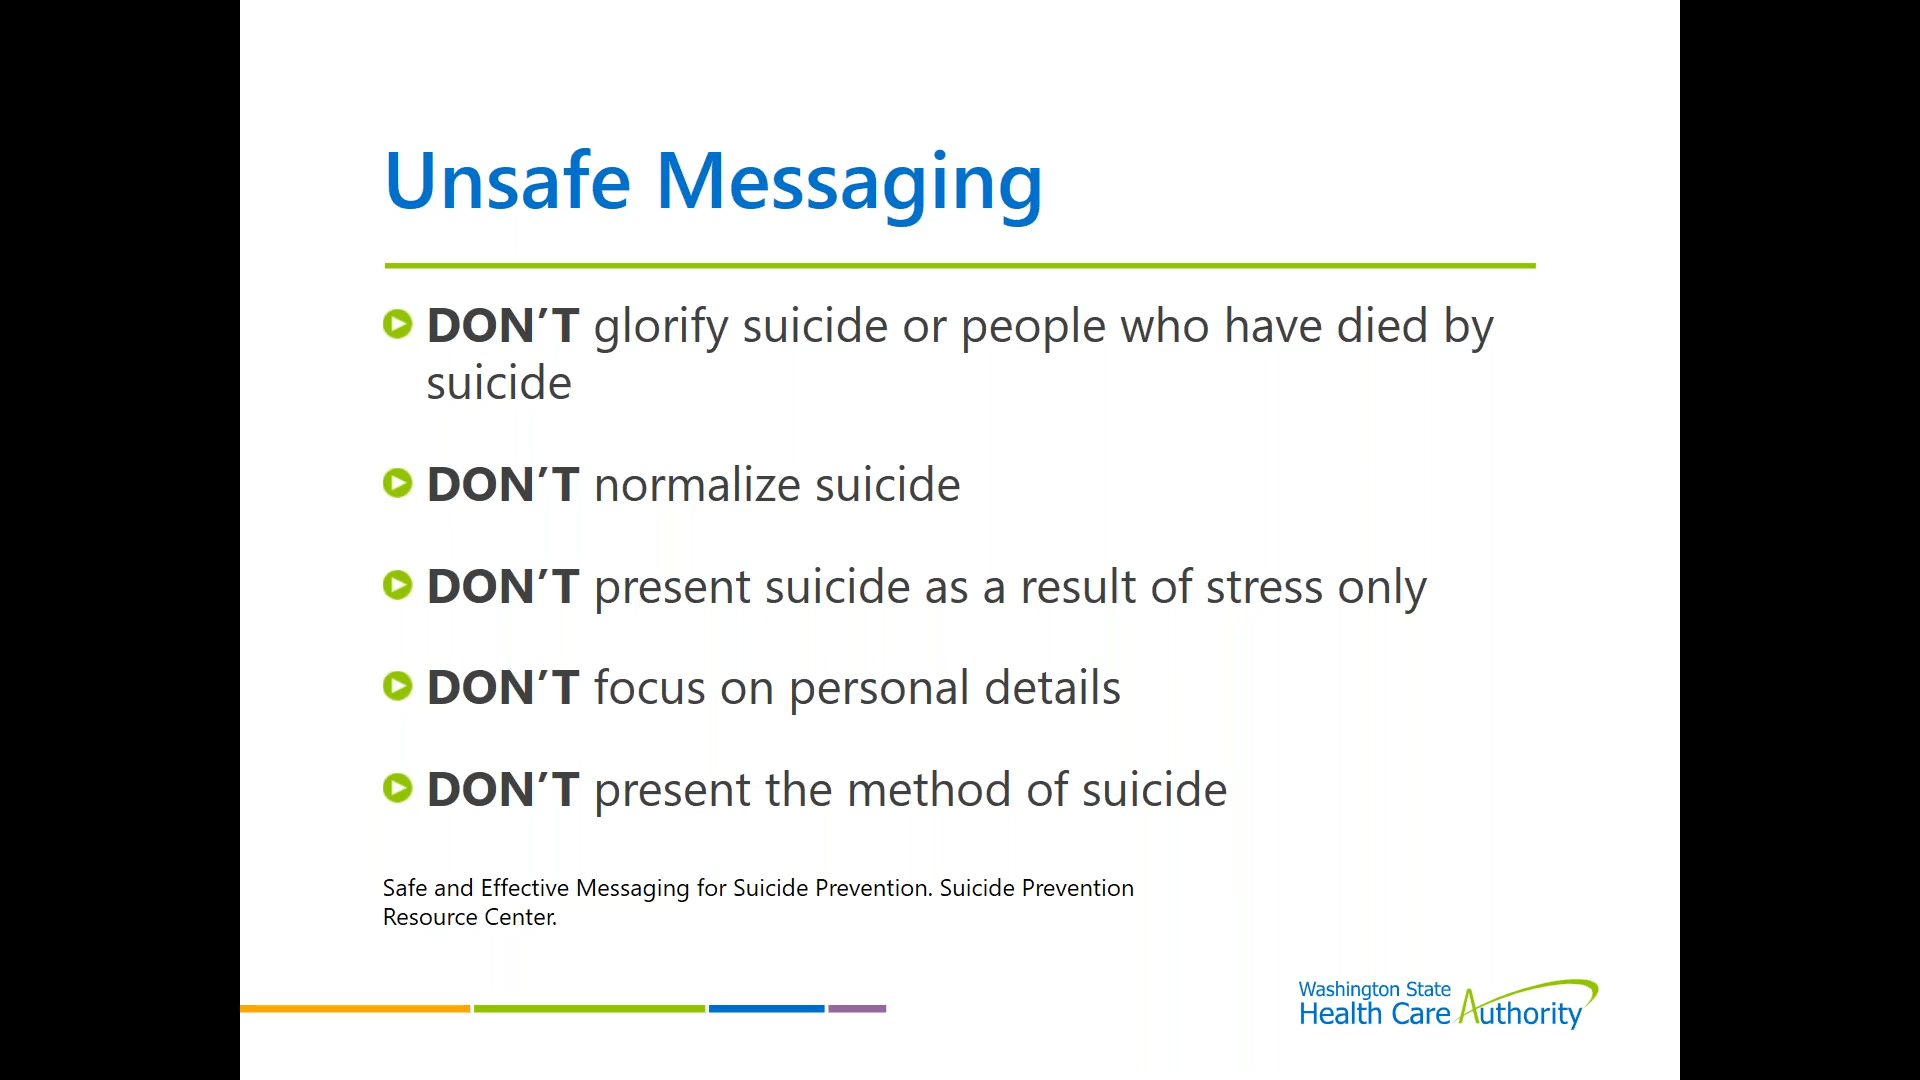 Unsafe Messaging
DON’T glorify suicide or people who have died by
suicide
DON’T normalize suicide
DON’T present suicide as a result of stress only
DON’T focus on personal details
DON’T present the method of suicide
Safe and Effective Messaging for Suicide Prevention. Suicide Prevention
Resource Center.
Washington State
Health Care Authority